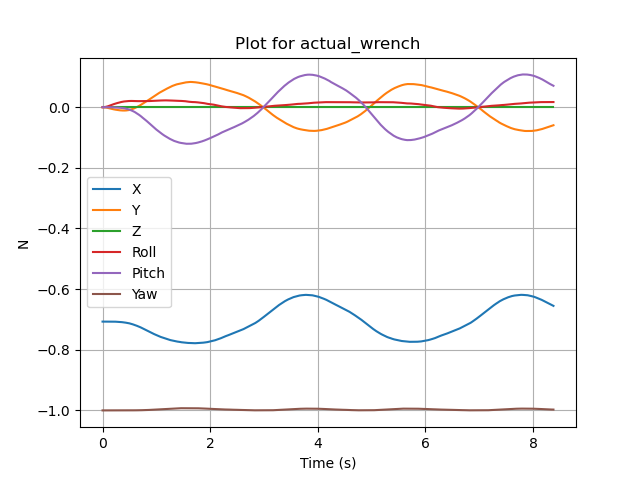 Plot for actual_wrench
N
0.0
−0.2
−0.4
−0.6
−0.8
−1.0
X
Y
Z
Roll
Pitch
Yaw
0 2 4 6 8
Time (s)